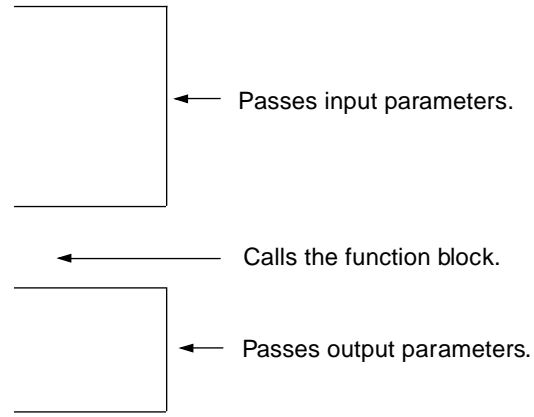 Passes input parameters.
Calls the function block.
Passes output parameters.